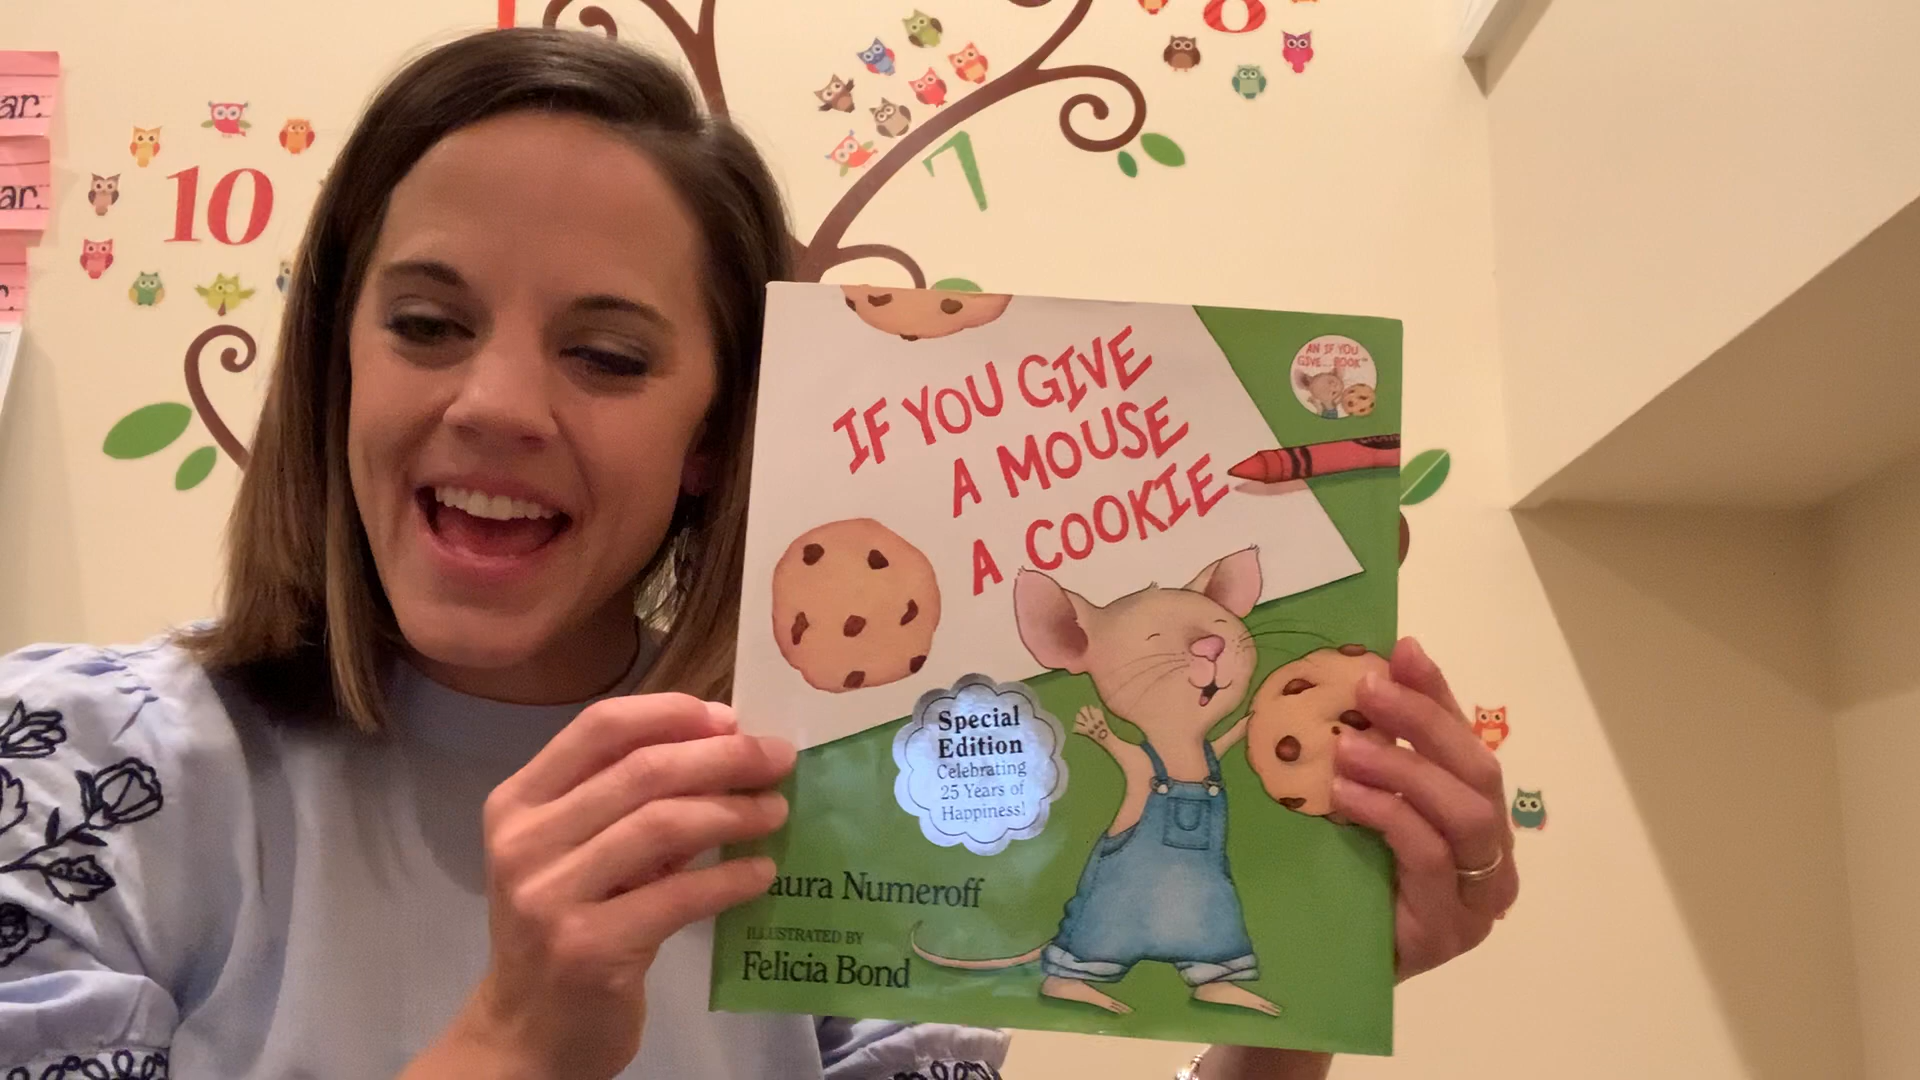 ar.
ar.
10
7
8
IF YOU GIVE
A MOUSE
A COOKIE
AN IF YOU
GIVE...BOOK™
Special
Edition
Celebrating
25 Years of
Happiness!
aura Numeroff
ILLUSTRATED BY
Felicia Bond